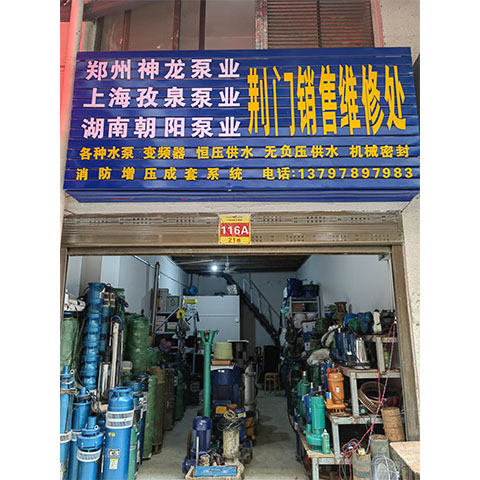 郑州神龙泵业
上海孜泉泵业
湖南朝阳泵业
荆门销售维修处
各种水泵 变频器 恒压供水 无负压供水 机械密封
消防增压成套系统 电话:13797897983
116A